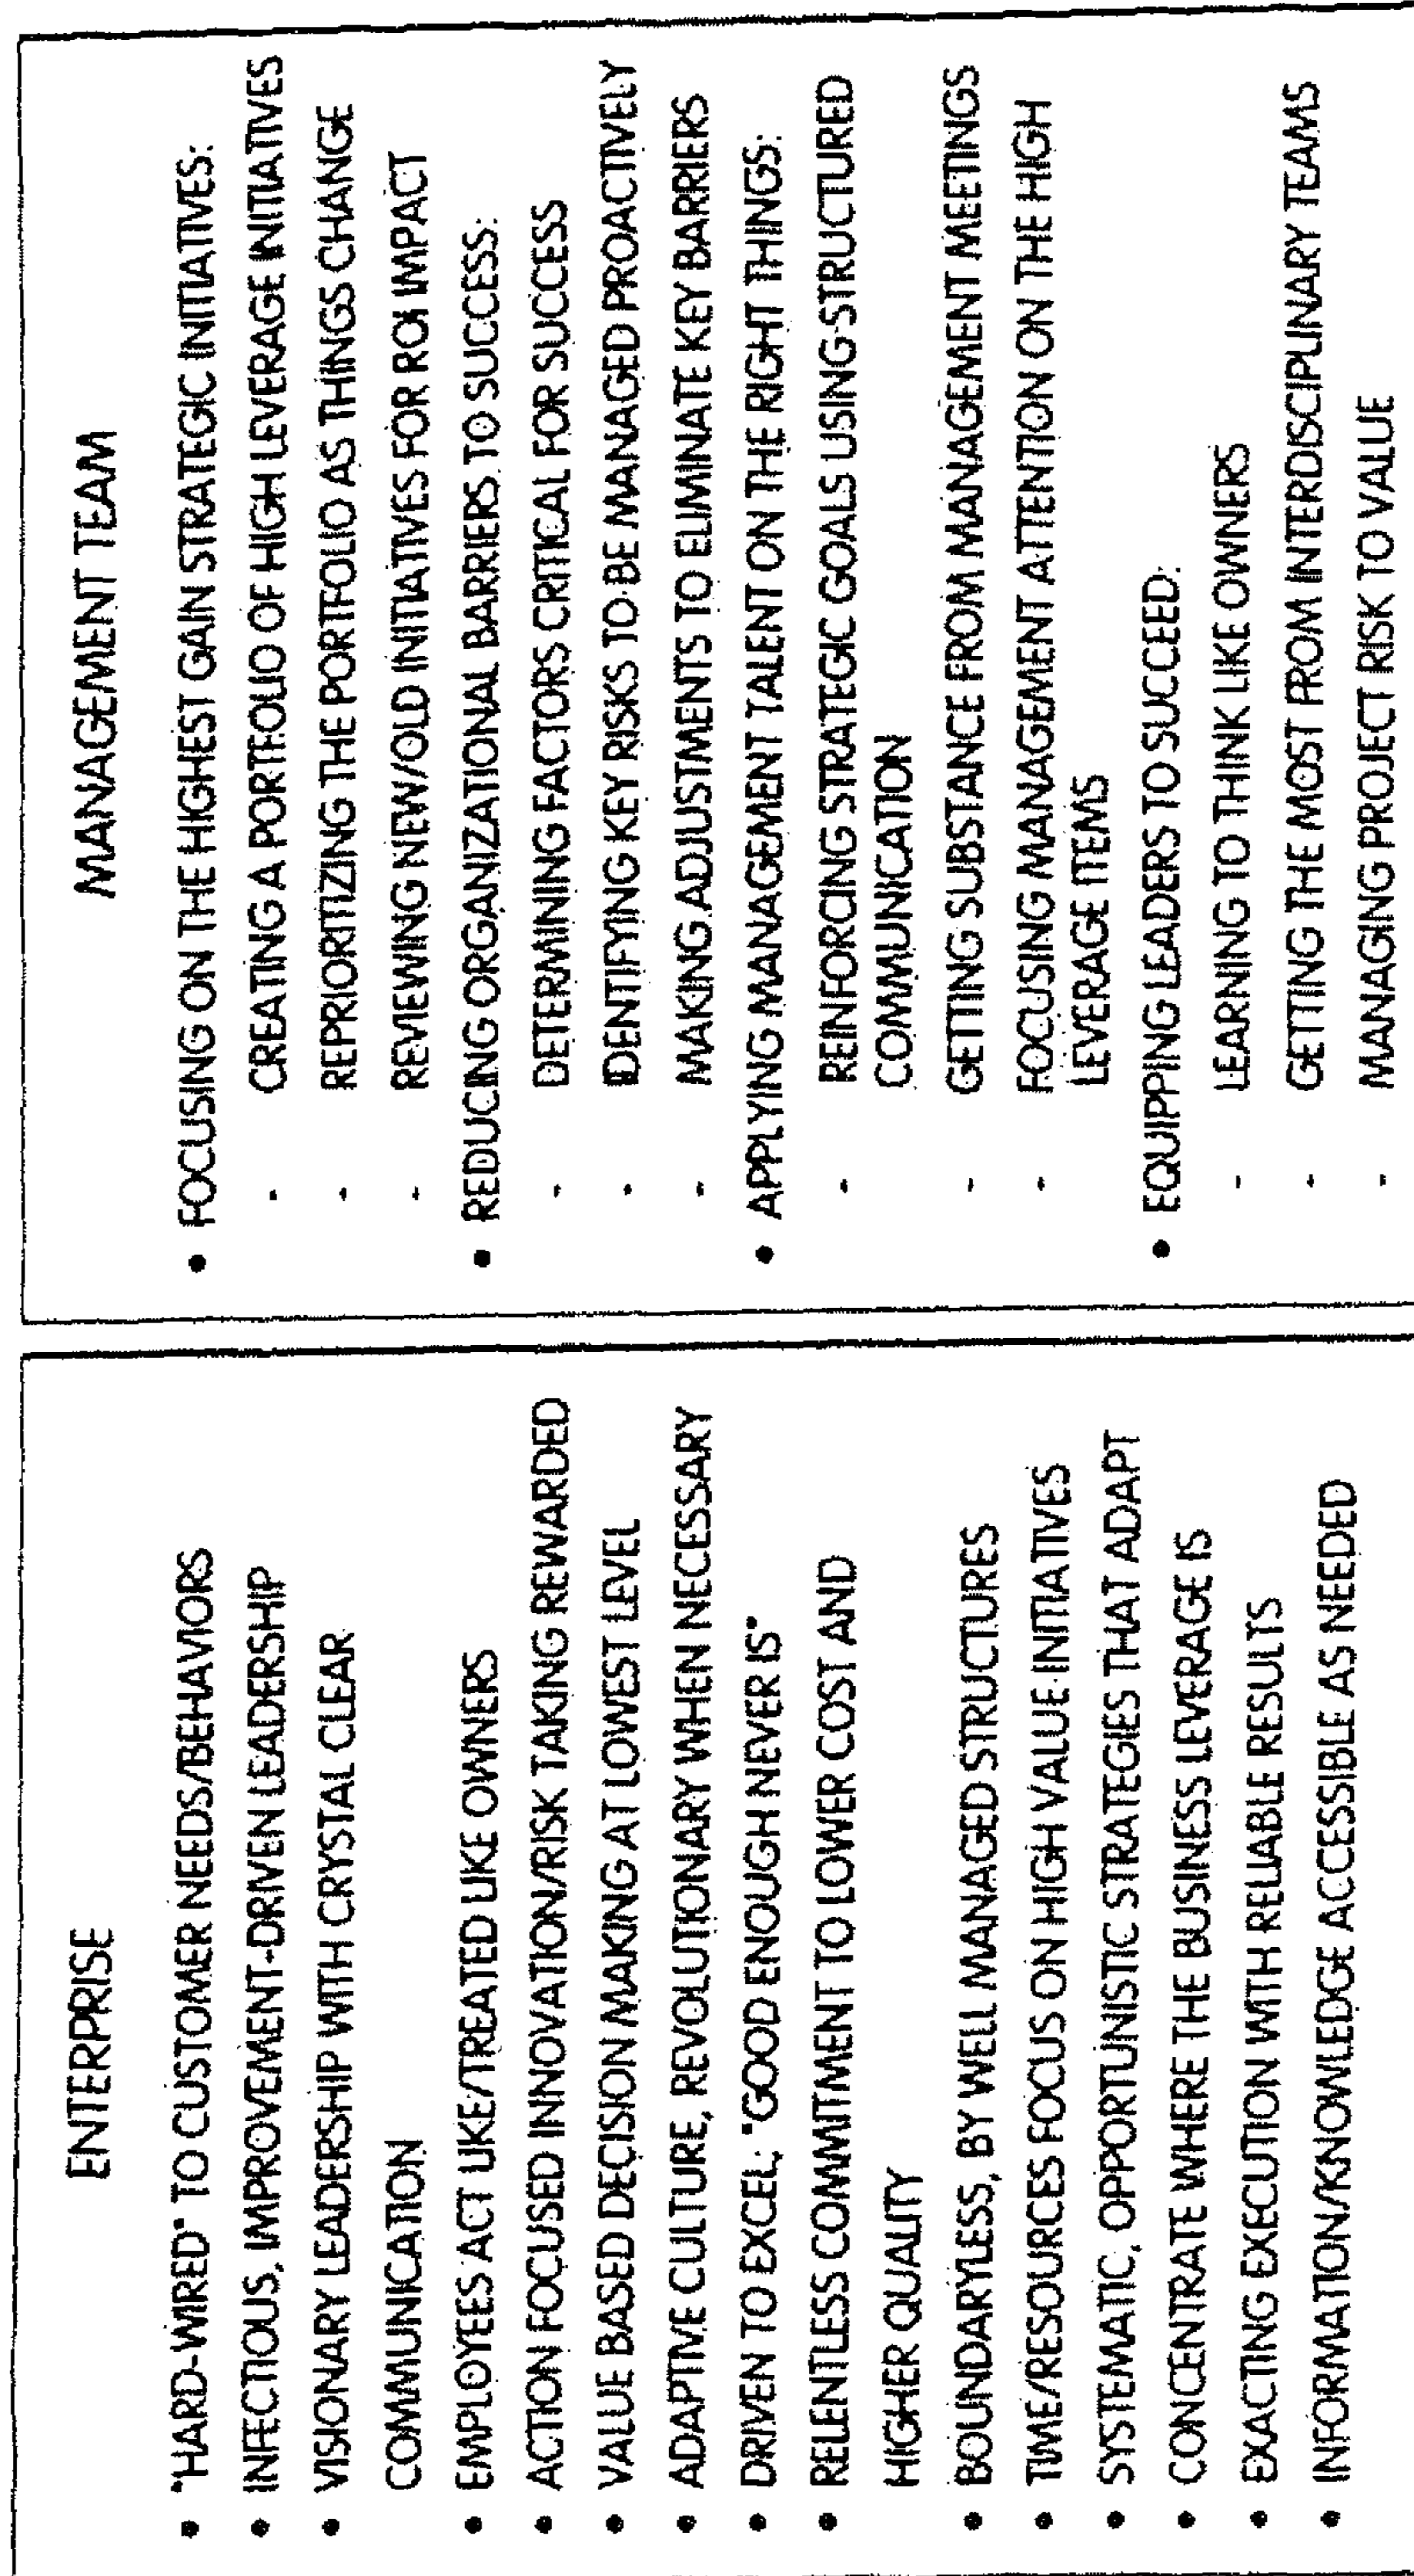 ENTERPRISE
• "HARD-WIRED" TO CUSTOMER NEEDS/BEHAVIORS
• INFECTIOUS, IMPROVEMENT-DRIVEN LEADERSHIP
• VISIONARY LEADERSHIP WITH CRYSTAL CLEAR
COMMUNICATION
• EMPLOYEES ACT LIKE/TREATED LIKE OWNERS
• ACTION FOCUSED INNOVATION/RISK TAKING REWARDED
• VALUE BASED DECISION MAKING AT LOWEST LEVEL
• ADAPTIVE CULTURE, REVOLUTIONARY WHEN NECESSARY
• DRIVEN TO EXCEL; "GOOD ENOUGH NEVER IS"
• RELENTLESS COMMITMENT TO LOWER COST AND
HIGHER QUALITY
• BOUNDARYLESS, BY WELL MANAGED STRUCTURES
• TIME/RESOURCES FOCUS ON HIGH VALUE INITIATIVES
• SYSTEMATIC, OPPORTUNISTIC STRATEGIES THAT ADAPT
• CONCENTRATE WHERE THE BUSINESS LEVERAGE IS
• EXACTING EXECUTION WITH RELIABLE RESULTS
• INFORMATION/KNOWLEDGE ACCESSIBLE AS NEEDED
MANAGEMENT TEAM
• FOCUSING ON THE HIGHEST GAIN STRATEGIC INITIATIVES:
- CREATING A PORTFOLIO OF HIGH LEVERAGE INITIATIVES
- REPRIORITIZING THE PORTFOLIO AS THINGS CHANGE
- REVIEWING NEW/OLD INITIATIVES FOR ROI IMPACT
• REDUCING ORGANIZATIONAL BARRIERS TO SUCCESS:
- DETERMINING FACTORS CRITICAL FOR SUCCESS
- IDENTIFYING KEY RISKS TO BE MANAGED PROACTIVELY
- MAKING ADJUSTMENTS TO ELIMINATE KEY BARRIERS
• APPLYING MANAGEMENT TALENT ON THE RIGHT THINGS:
- REINFORCING STRATEGIC GOALS USING STRUCTURED
COMMUNICATION
- GETTING SUBSTANCE FROM MANAGEMENT MEETINGS
- FOCUSING MANAGEMENT ATTENTION ON THE HIGH
LEVERAGE ITEMS
• EQUIPPING LEADERS TO SUCCEED:
- LEARNING TO THINK LIKE OWNERS
- GETTING THE MOST FROM INTERDISCIPLINARY TEAMS
- MANAGING PROJECT RISK TO VALUE